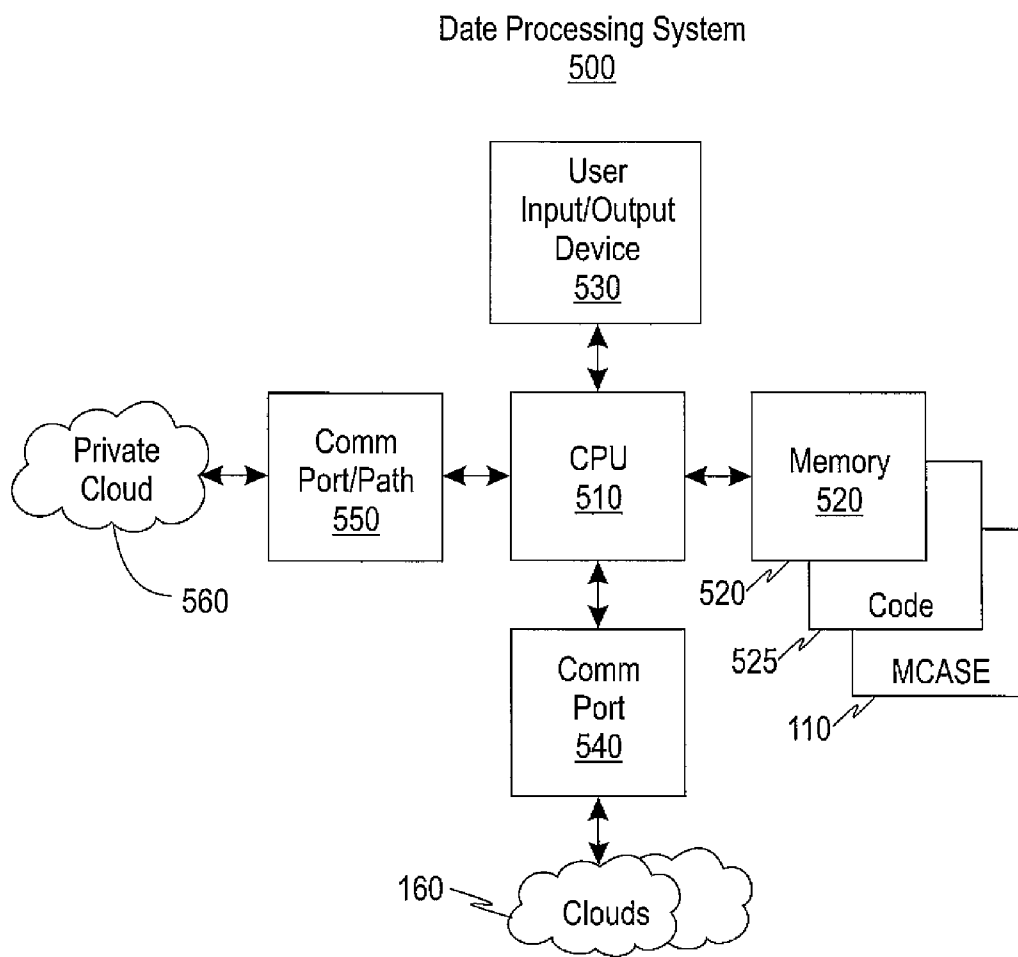 Date Processing System
500
User
Input/Output
Device
530
Private
Cloud
560
Comm
Port/Path
550
CPU
510
Memory
520
520
Code
525
MCASE
110
Comm
Port
540
160
Clouds